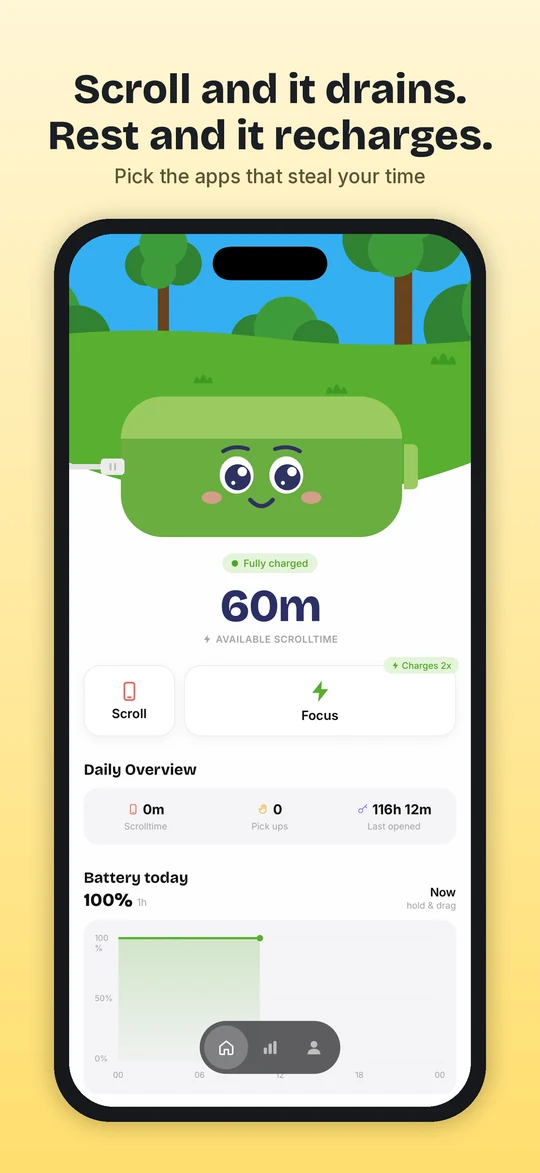 Scroll and it drains.
Rest and it recharges.
Pick the apps that steal your time
Fully charged
60m
AVAILABLE SCROLLTIME
Charges 2x
Scroll
Focus
Daily Overview
0m
Scrolltime
0
Pick ups
116h 12m
Last opened
Battery today
100% 1h
Now
hold & drag
100
%
50%
0%
00 06 12 18 00